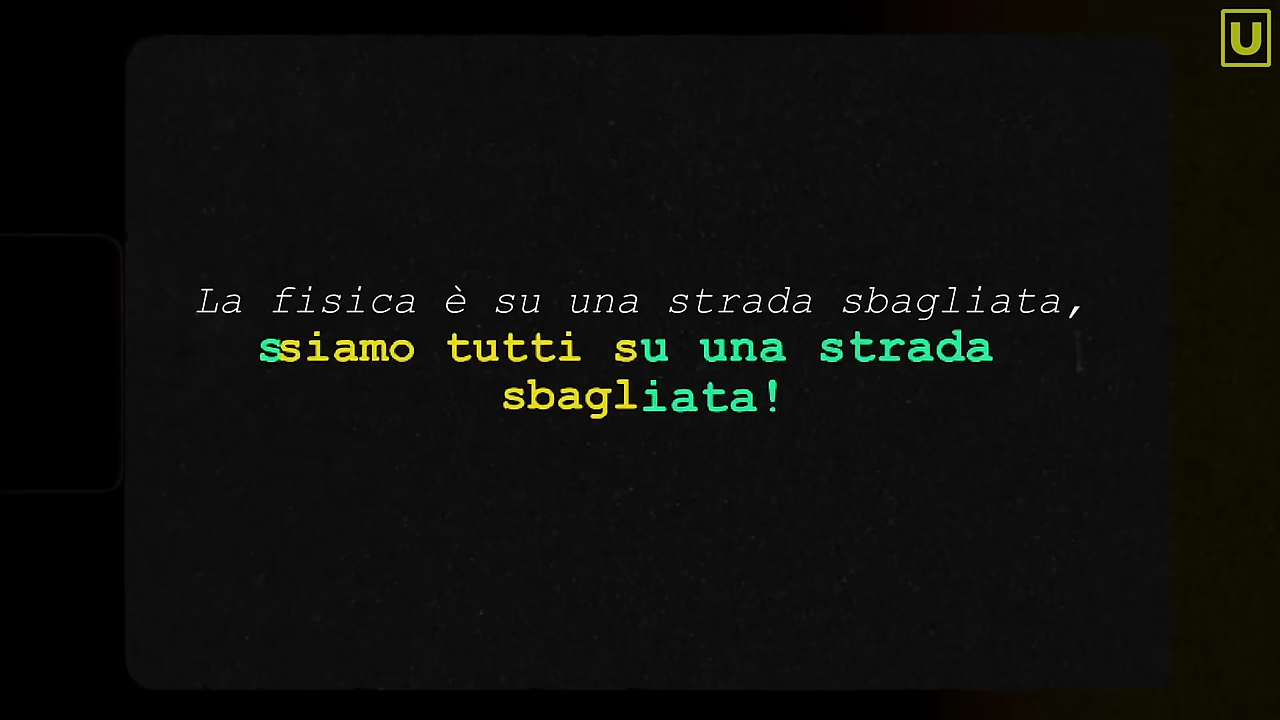 U
La fisica è su una strada sbagliata,
ssiamo tutti su una strada
sbagliata!